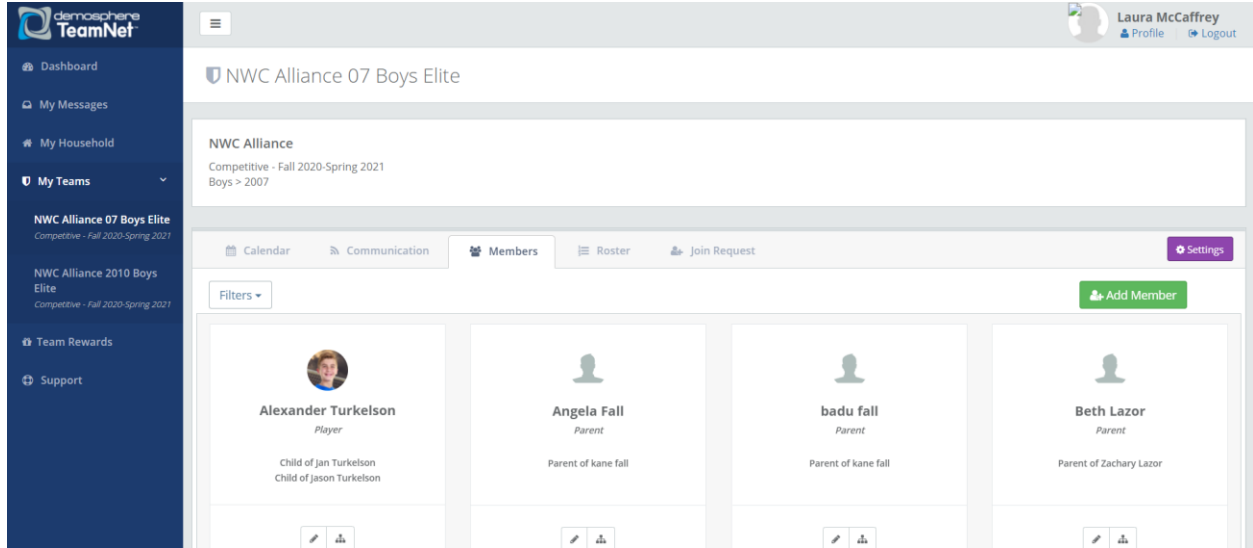 demosphere
TeamNet
Laura McCaffrey
Profile
Logout
Dashboard
My Messages
My Household
My Teams
NWC Alliance 07 Boys Elite
Competitive - Fall 2020-Spring 2021
NWC Alliance 2010 Boys
Elite
Competitive - Fall 2020-Spring 2021
Team Rewards
Support
NWC Alliance 07 Boys Elite
NWC Alliance
Competitive - Fall 2020-Spring 2021
Boys > 2007
Calendar
Communication
Members
Roster
Join Request
Settings
Filters
Add Member
Alexander Turkelson
Player
Child of Jan Turkelson
Child of Jason Turkelson
Angela Fall
Parent
Parent of kane fall
badu fall
Parent
Parent of kane fall
Beth Lazor
Parent
Parent of Zachary Lazor